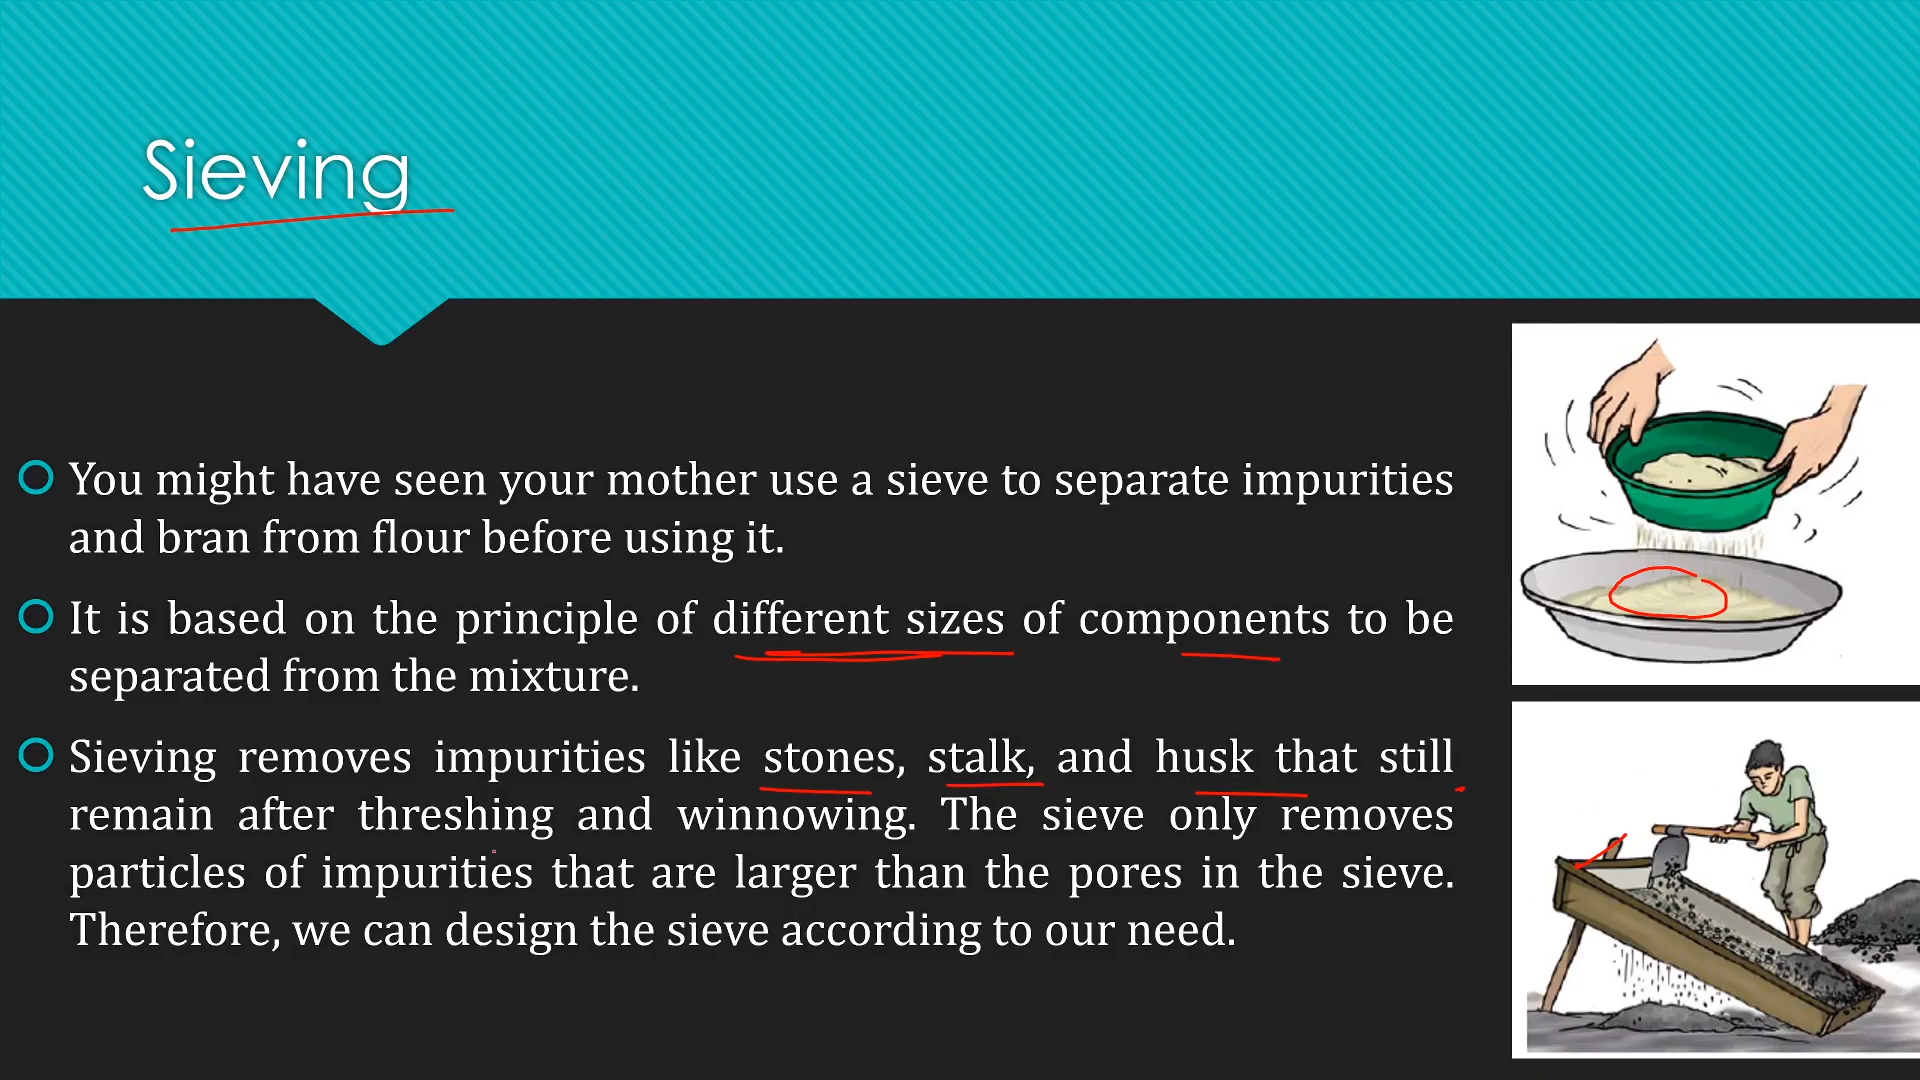 Sieving
You might have seen your mother use a sieve to separate impurities
and bran from flour before using it.
It is based on the principle of different sizes of components to be
separated from the mixture.
Sieving removes impurities like stones, stalk, and husk that still
remain after threshing and winnowing. The sieve only removes
particles of impurities that are larger than the pores in the sieve.
Therefore, we can design the sieve according to our need.